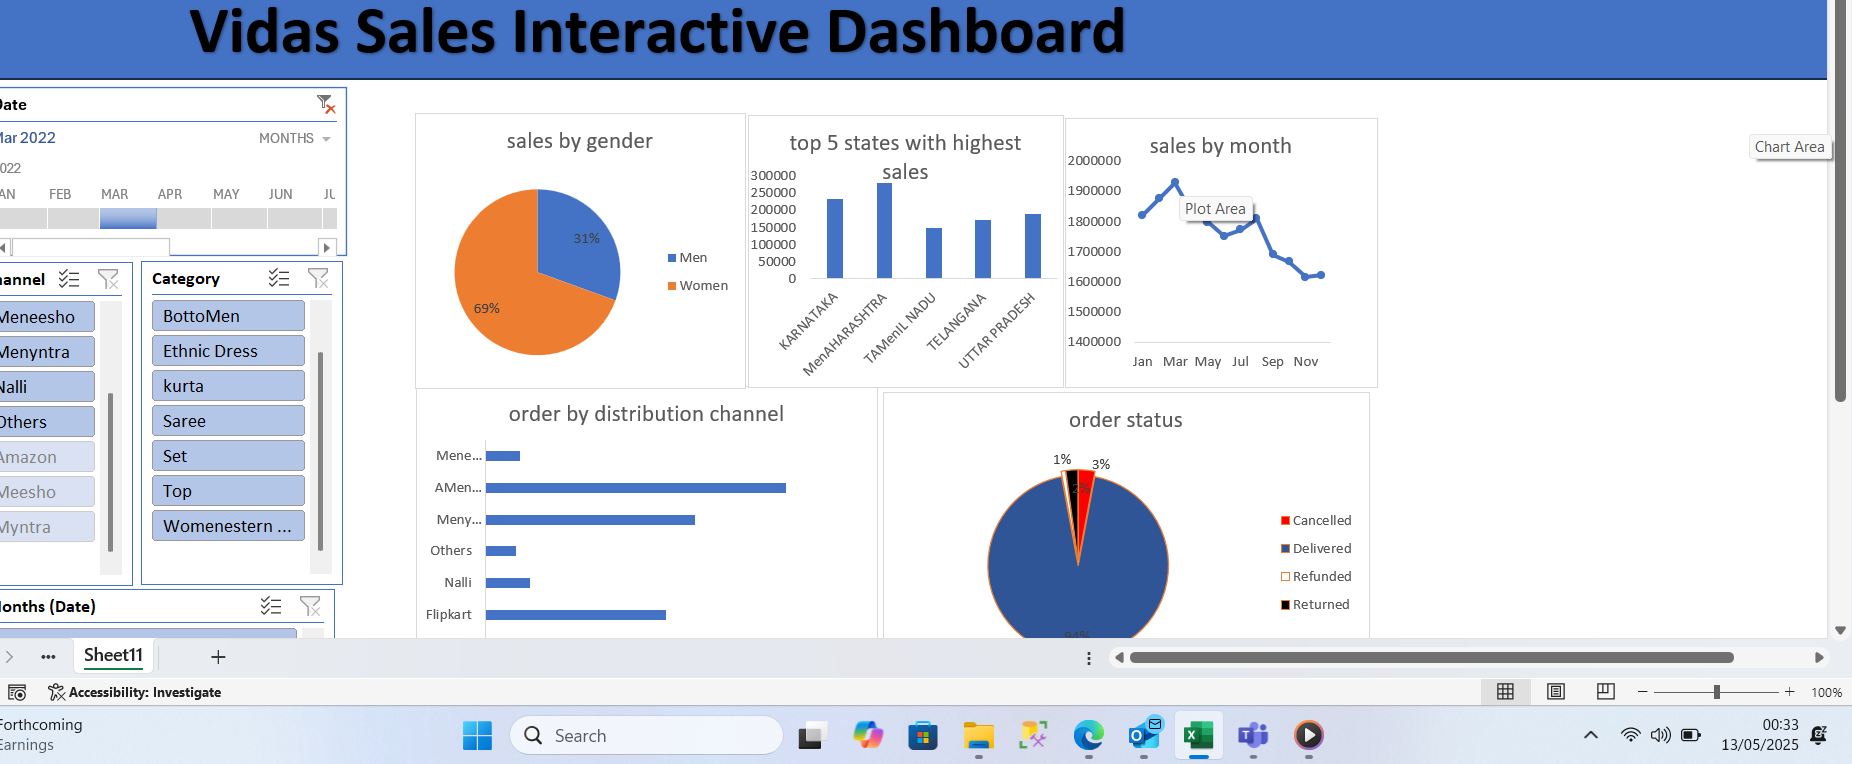 Vidas Sales Interactive Dashboard
Date
Mar 2022
MONTHS
2022
JAN FEB MAR APR MAY JUN JU
Channel
Meneesho
Menyntra
Nalli
Others
Amazon
Meesho
Myntra
Category
BottoMen
Ethnic Dress
kurta
Saree
Set
Top
Womenestern ...
Months (Date)
sales by gender
31%
69%
Men
Women
top 5 states with highest
sales
300000
250000
200000
150000
100000
50000
0
KARNATAKA
MenAHARASHTRA
TAMenIL NADU
TELANGANA
UTTAR PRADESH
sales by month
2000000
1900000
1800000
1700000
1600000
1500000
1400000
Jan Mar May Jul Sep Nov
Plot Area
Chart Area
order by distribution channel
Mene...
AMen...
Meny...
Others
Nalli
Flipkart
order status
1%
3%
2%
94%
Cancelled
Delivered
Refunded
Returned
Sheet11
Accessibility: Investigate
100%
Forthcoming
Earnings
Search
00:33
13/05/2025